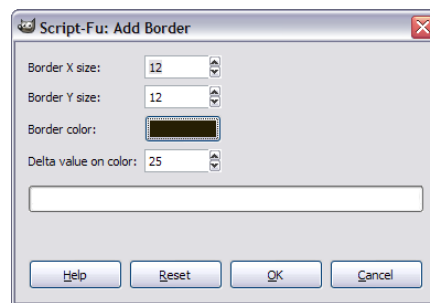 Script-Fu: Add Border
Border X size: 12
Border Y size: 12
Border color:
Delta value on color: 25
Help Reset OK Cancel